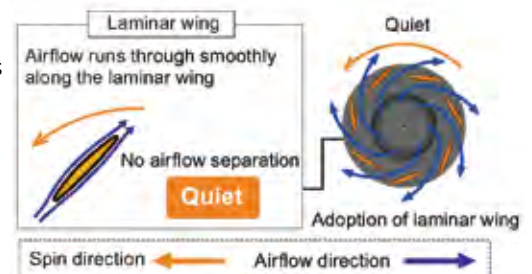 Laminar wing
Airflow runs through smoothly
along the laminar wing
No airflow separation
Quiet
Quiet
Adoption of laminar wing
Spin direction
Airflow direction